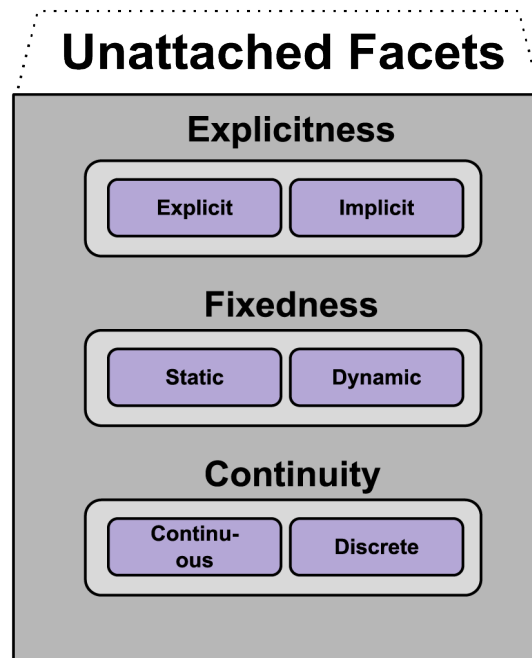 Unattached Facets
Explicitness
Explicit Implicit
Fixedness
Static Dynamic
Continuity
Continu-
ous Discrete